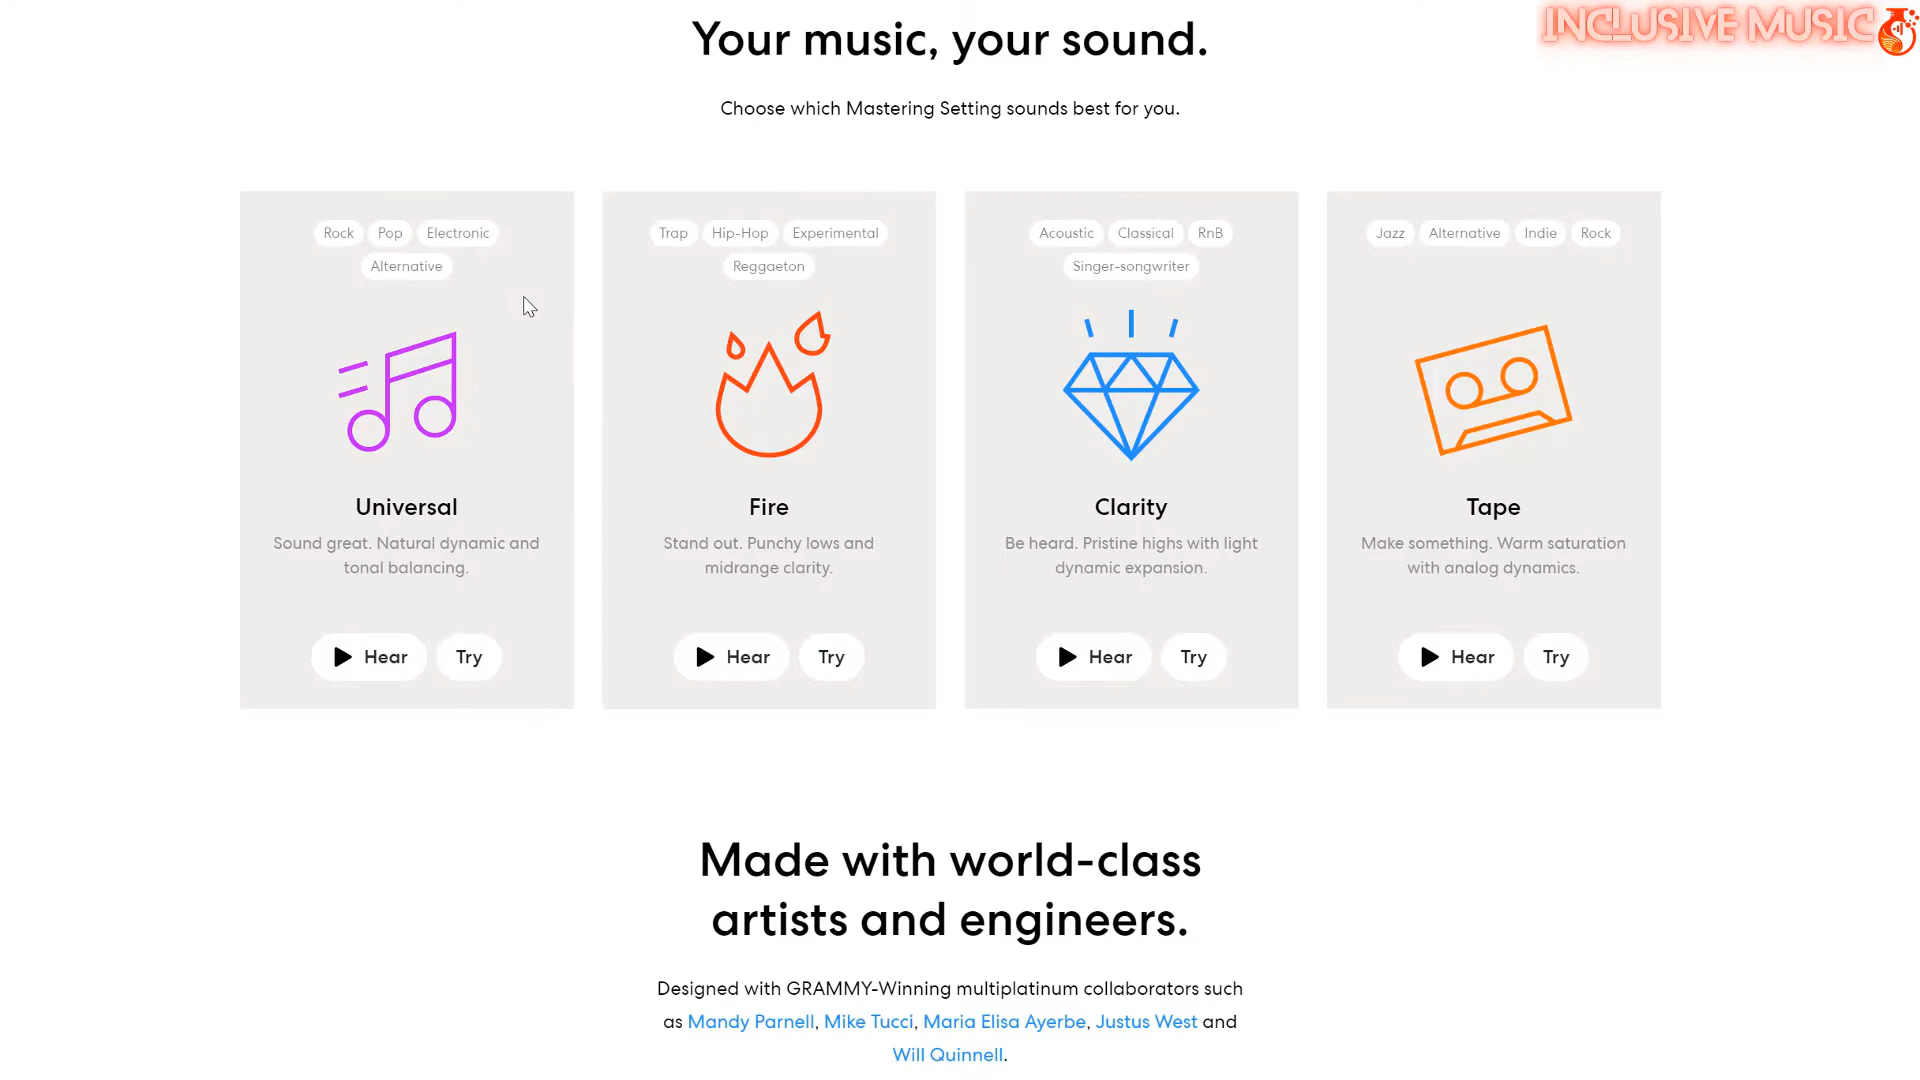 INCLUSIVE MUSIC
Your music, your sound.
Choose which Mastering Setting sounds best for you.
Rock Pop Electronic
Alternative
Universal
Sound great. Natural dynamic and
tonal balancing.
Hear Try
Trap Hip-Hop Experimental
Reggaeton
Fire
Stand out. Punchy lows and
midrange clarity.
Hear Try
Acoustic Classical RnB
Singer-songwriter
Clarity
Be heard. Pristine highs with light
dynamic expansion.
Hear Try
Jazz Alternative Indie Rock
Tape
Make something. Warm saturation
with analog dynamics.
Hear Try
Made with world-class
artists and engineers.
Designed with GRAMMY-Winning multiplatinum collaborators such
as Mandy Parnell, Mike Tucci, Maria Elisa Ayerbe, Justus West and
Will Quinnell.